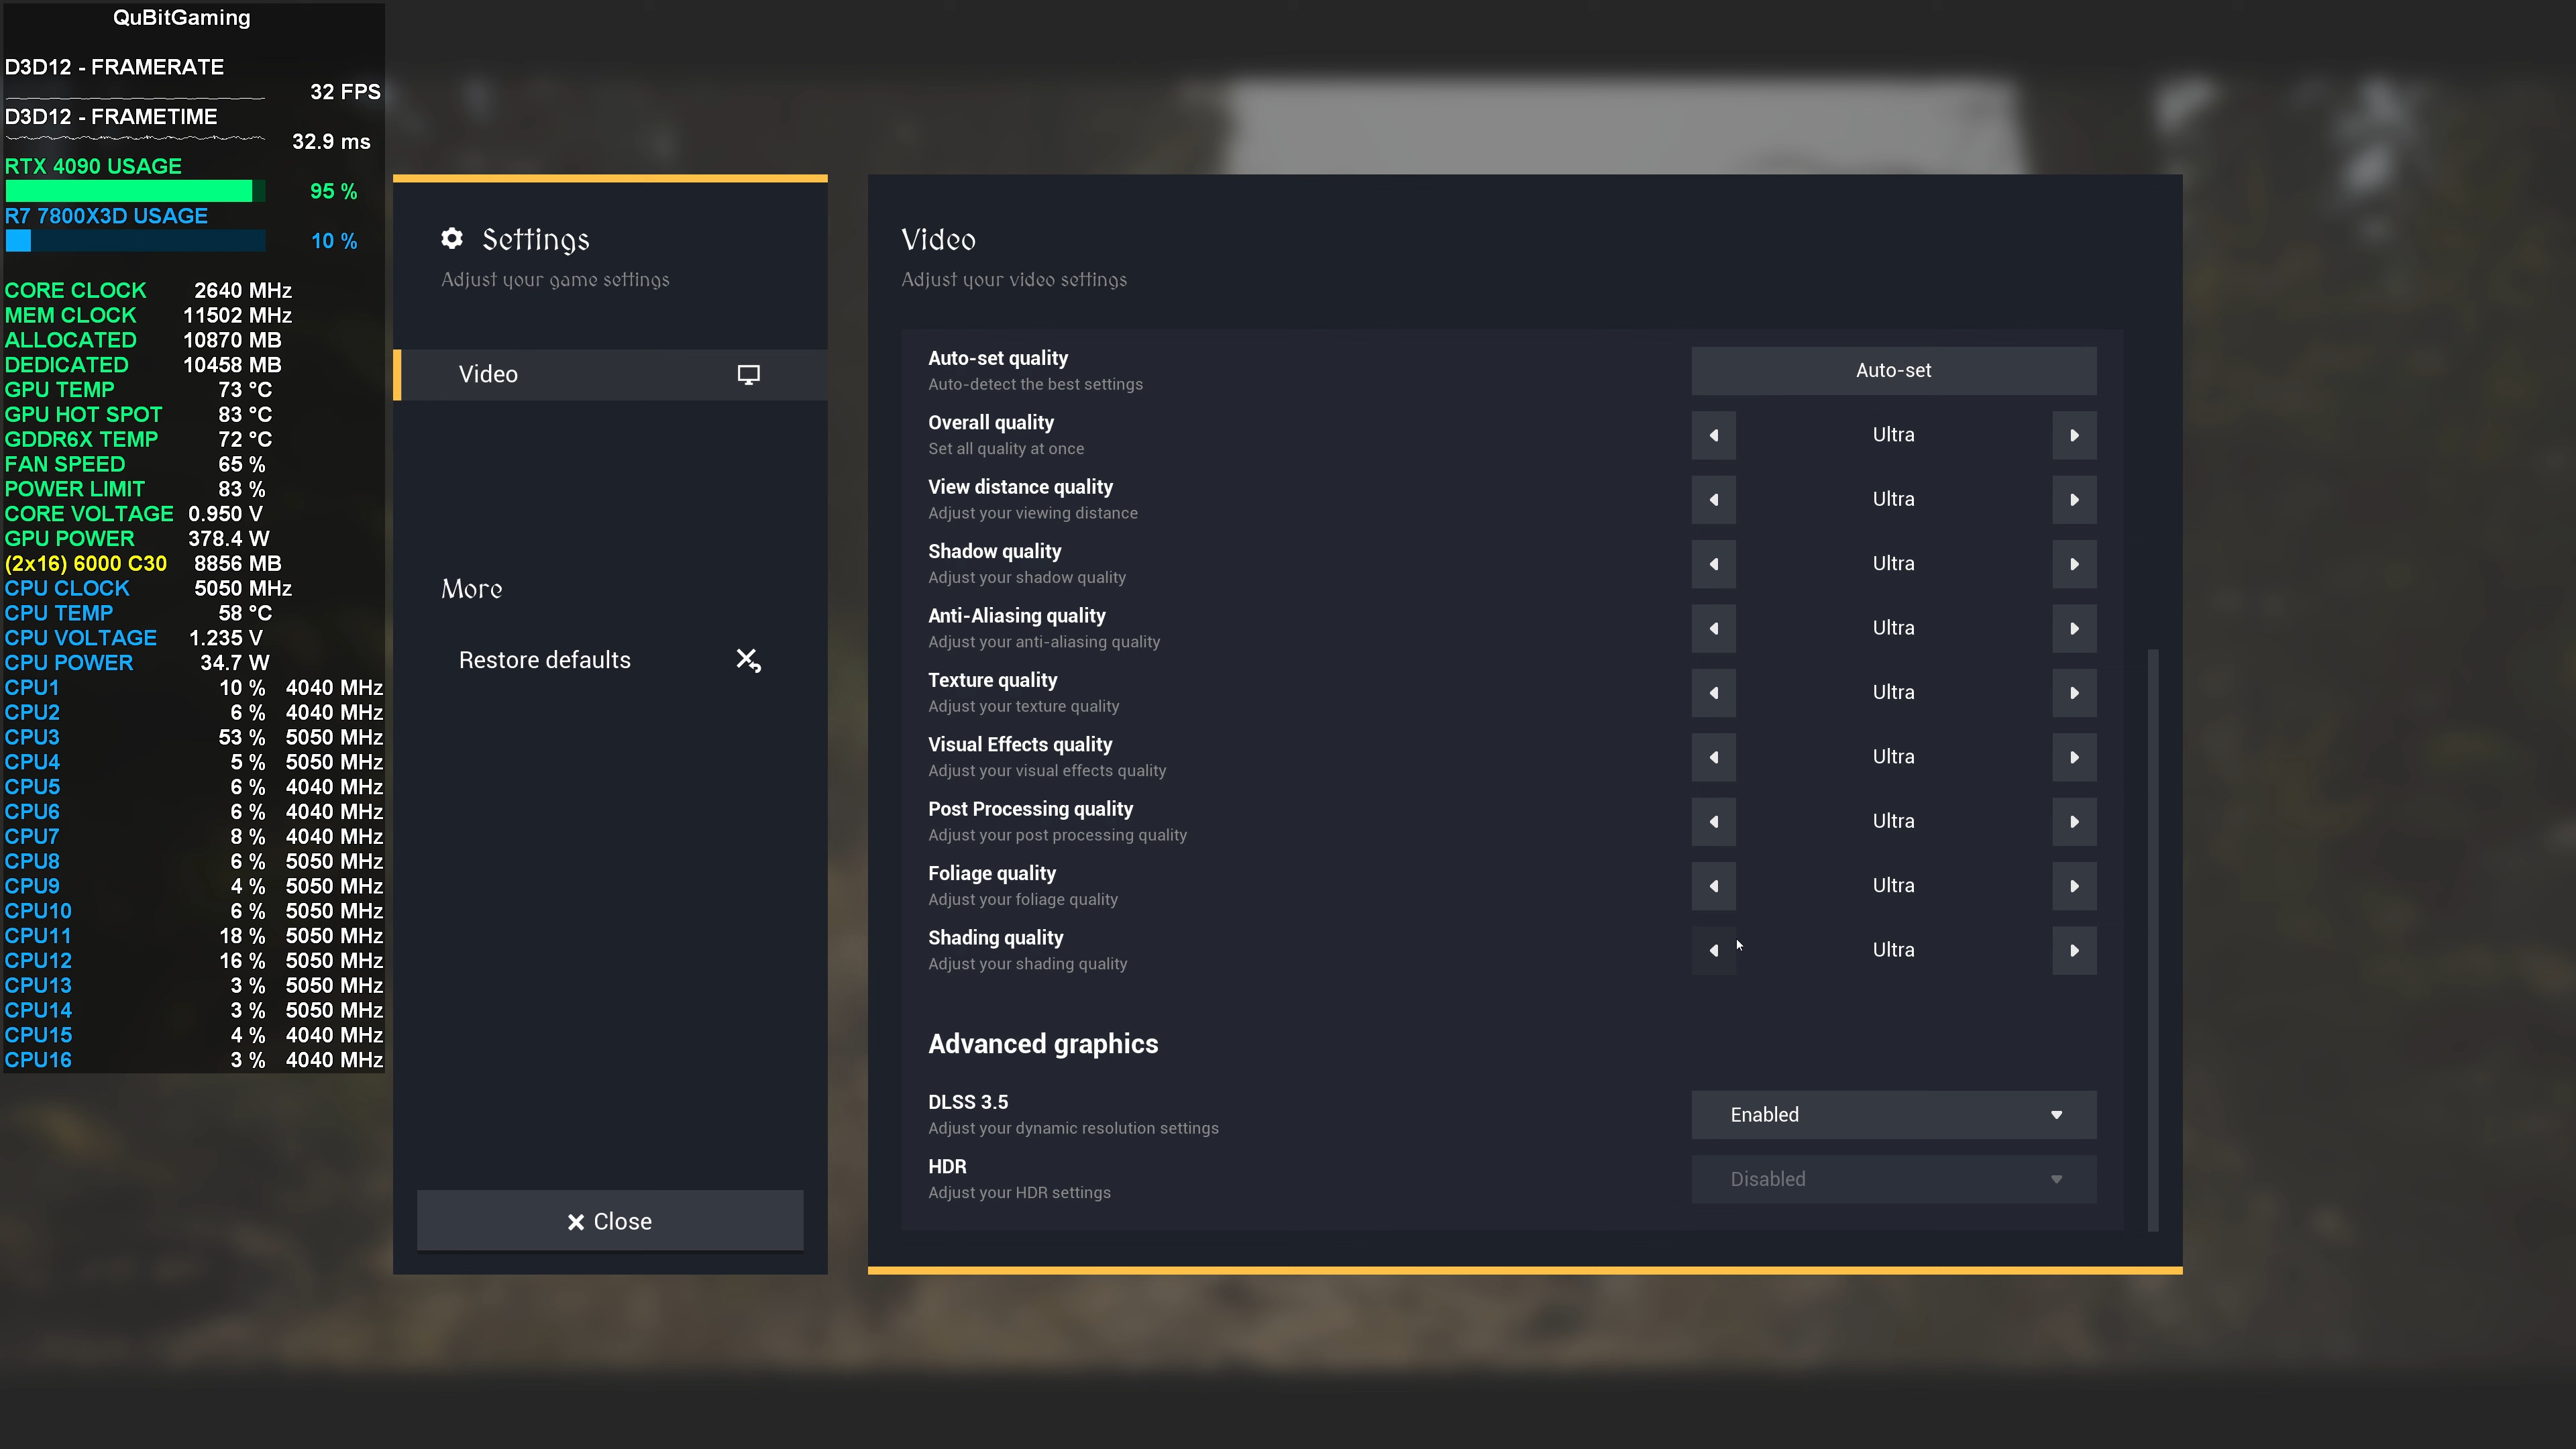 QuBitGaming
D3D12 - FRAMERATE
32 FPS
D3D12 - FRAMETIME
32.9 ms
RTX 4090 USAGE
95 %
R7 7800X3D USAGE
10 %
CORE CLOCK 2640 MHz
MEM CLOCK 11502 MHz
ALLOCATED 10870 MB
DEDICATED 10458 MB
GPU TEMP 73 °C
GPU HOT SPOT 83 °C
GDDR6X TEMP 72 °C
FAN SPEED 65 %
POWER LIMIT 83 %
CORE VOLTAGE 0.950 V
GPU POWER 378.4 W
(2x16) 6000 C30 8856 MB
CPU CLOCK 5050 MHz
CPU TEMP 58 °C
CPU VOLTAGE 1.235 V
CPU POWER 34.7 W
CPU1 10 % 4040 MHz
CPU2 6 % 4040 MHz
CPU3 53 % 5050 MHz
CPU4 5 % 5050 MHz
CPU5 6 % 4040 MHz
CPU6 6 % 4040 MHz
CPU7 8 % 4040 MHz
CPU8 6 % 5050 MHz
CPU9 4 % 5050 MHz
CPU10 6 % 5050 MHz
CPU11 18 % 5050 MHz
CPU12 16 % 5050 MHz
CPU13 3 % 5050 MHz
CPU14 3 % 5050 MHz
CPU15 4 % 4040 MHz
CPU16 3 % 4040 MHz
Settings
Adjust your game settings
Video
More
Restore defaults
Close
Video
Adjust your video settings
Auto-set quality
Auto-detect the best settings
Auto-set
Overall quality
Set all quality at once
Ultra
View distance quality
Adjust your viewing distance
Ultra
Shadow quality
Adjust your shadow quality
Ultra
Anti-Aliasing quality
Adjust your anti-aliasing quality
Ultra
Texture quality
Adjust your texture quality
Ultra
Visual Effects quality
Adjust your visual effects quality
Ultra
Post Processing quality
Adjust your post processing quality
Ultra
Foliage quality
Adjust your foliage quality
Ultra
Shading quality
Adjust your shading quality
Ultra
Advanced graphics
DLSS 3.5
Adjust your dynamic resolution settings
Enabled
HDR
Adjust your HDR settings
Disabled